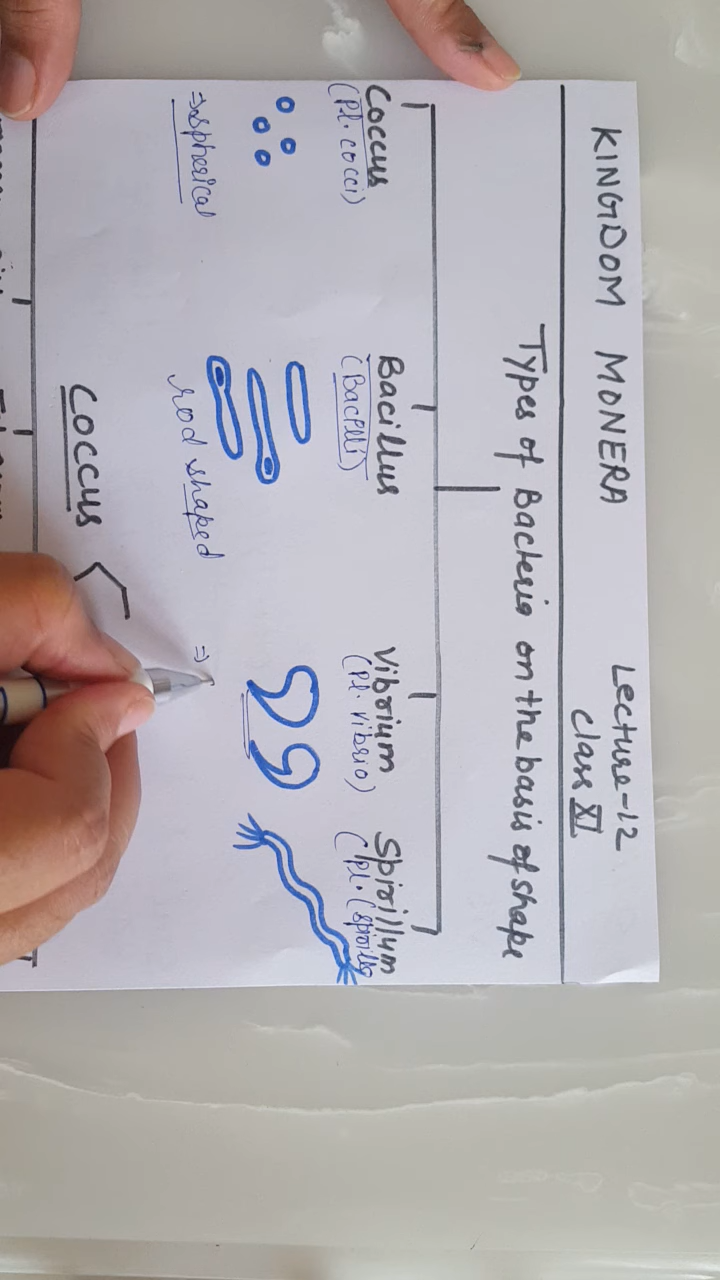 KINGDOM MONERA
Lecture-12
Class XI
Types of Bacteria on the basis of shape
Coccus
(Pl. cocci)
⇒ spherical
Bacillus
(Bacilli)
rod shaped
Vibrium
(Pl. vibrio)
⇒
Spirillum
(Pl. (spirilla
Coccus